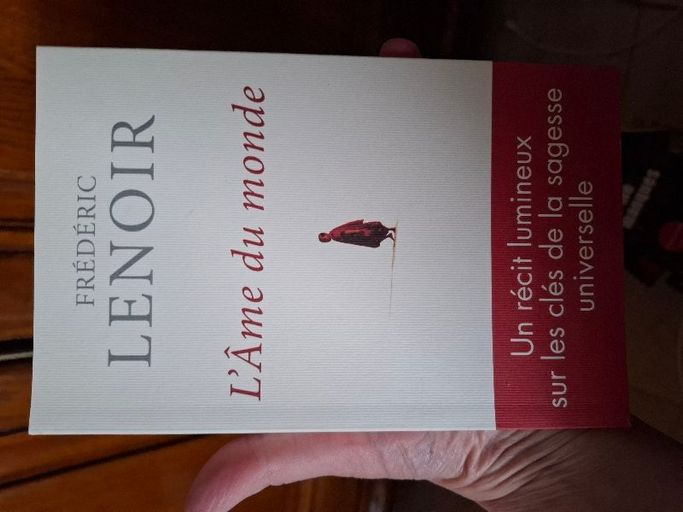 FRÉDÉRIC
LENOIR
L'Âme du monde
Un récit lumineux
sur les clés de la sagesse
universelle